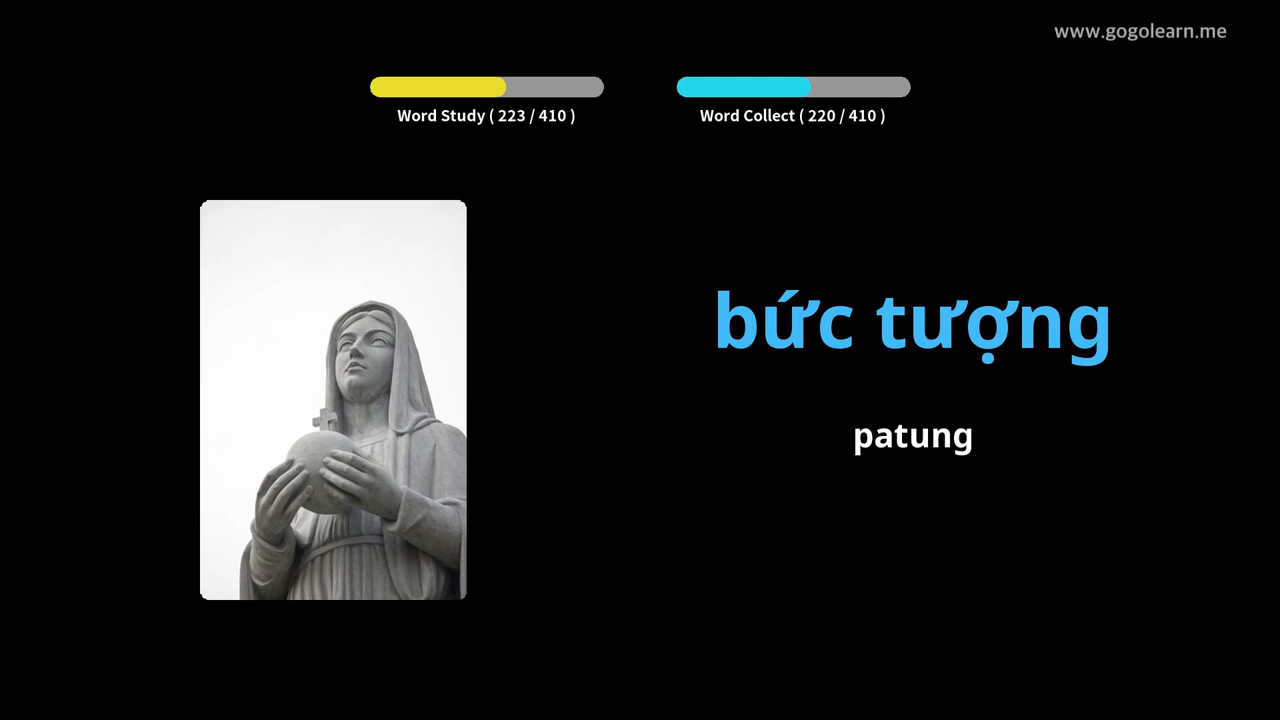 www.gogolearn.me
Word Study ( 223 / 410 )
Word Collect ( 220 / 410 )
bức tượng
patung